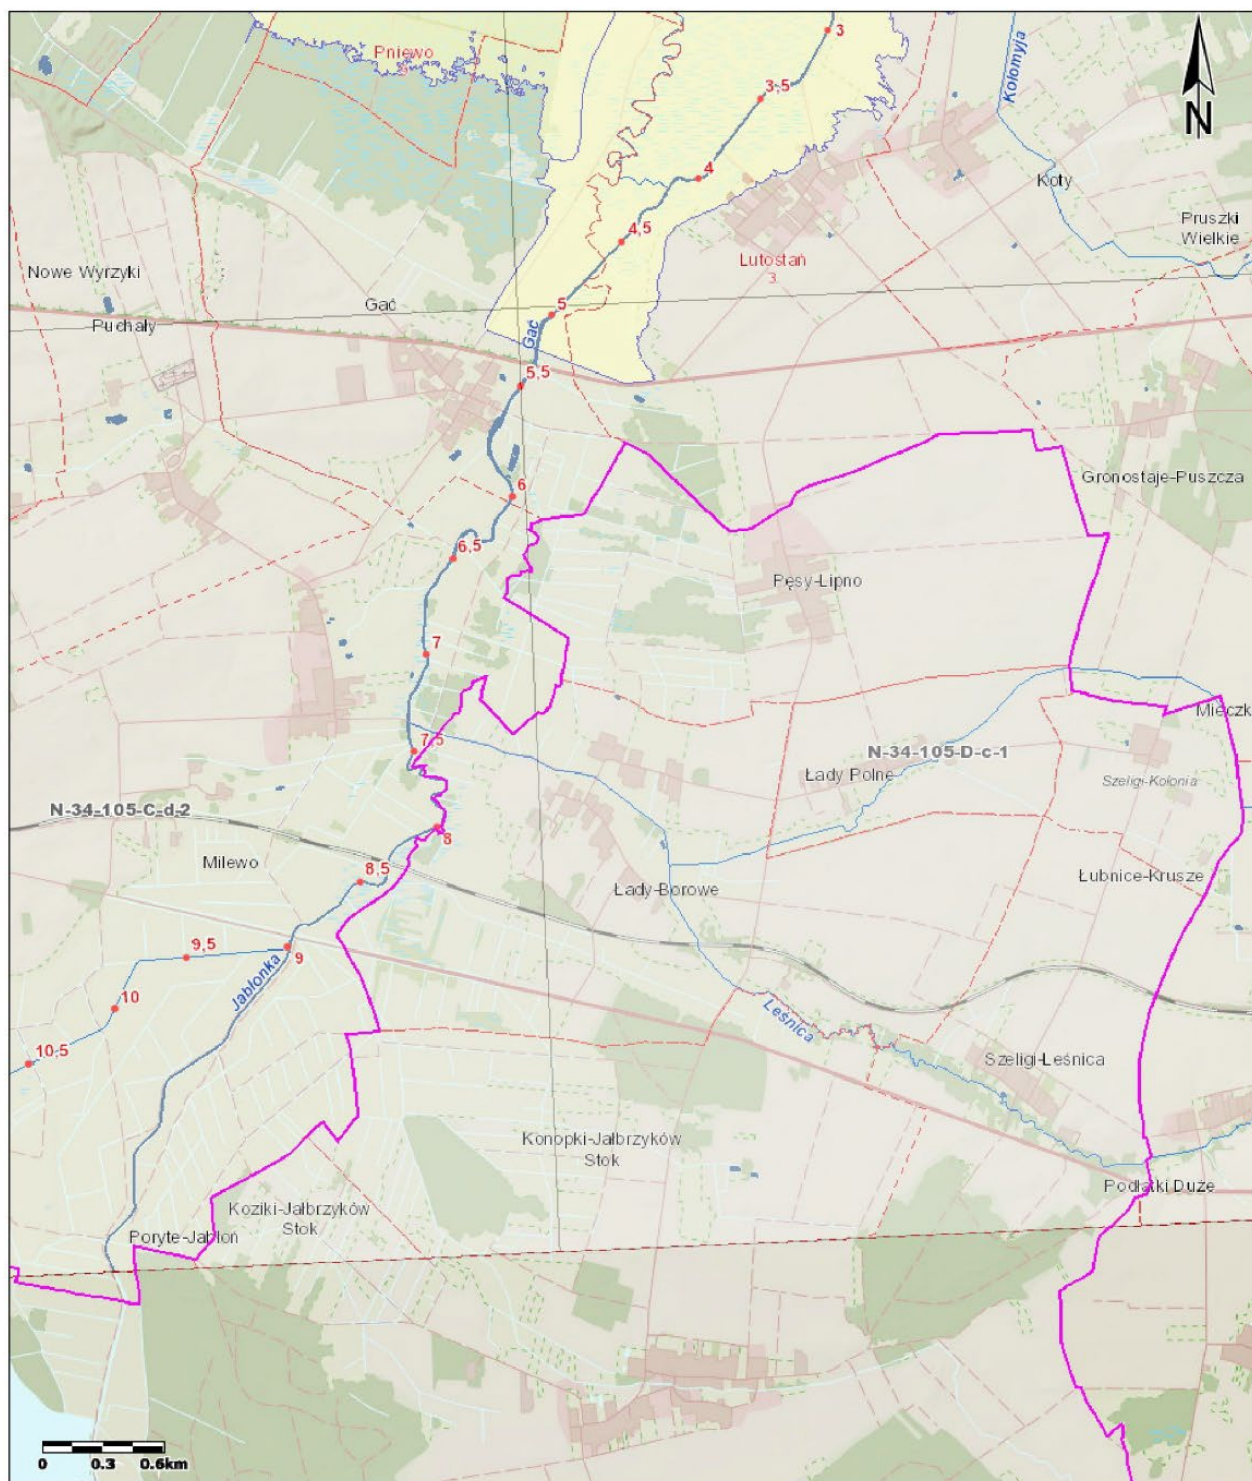 3
Pniewo
9
Kołomyja
3,5
N
4
Koty
Pruszki
Wielkie
4,5
Lutostań
3
Nowe Wyrzyki
Gać
5
Puchały
Gać
5,5
Gronostaje-Puszcza
6
6,5
Pęsy-Lipno
7
Mieczk
7,5
N-34-105-D-c-1
Łady Polne
Szeligi-Kolonia
N-34-105-C-d-2
8
Milewo
8,5
Łady-Borowe
Łubnice-Krusze
9,5
9
Jabłonka
10
Leśnica
10,5
Szeligi-Leśnica
Konopki-Jałbrzyków
Stok
Podłatki Duże
Koziki-Jałbrzyków
Stok
Poryte-Jabłoń
0 0.3 0.6km